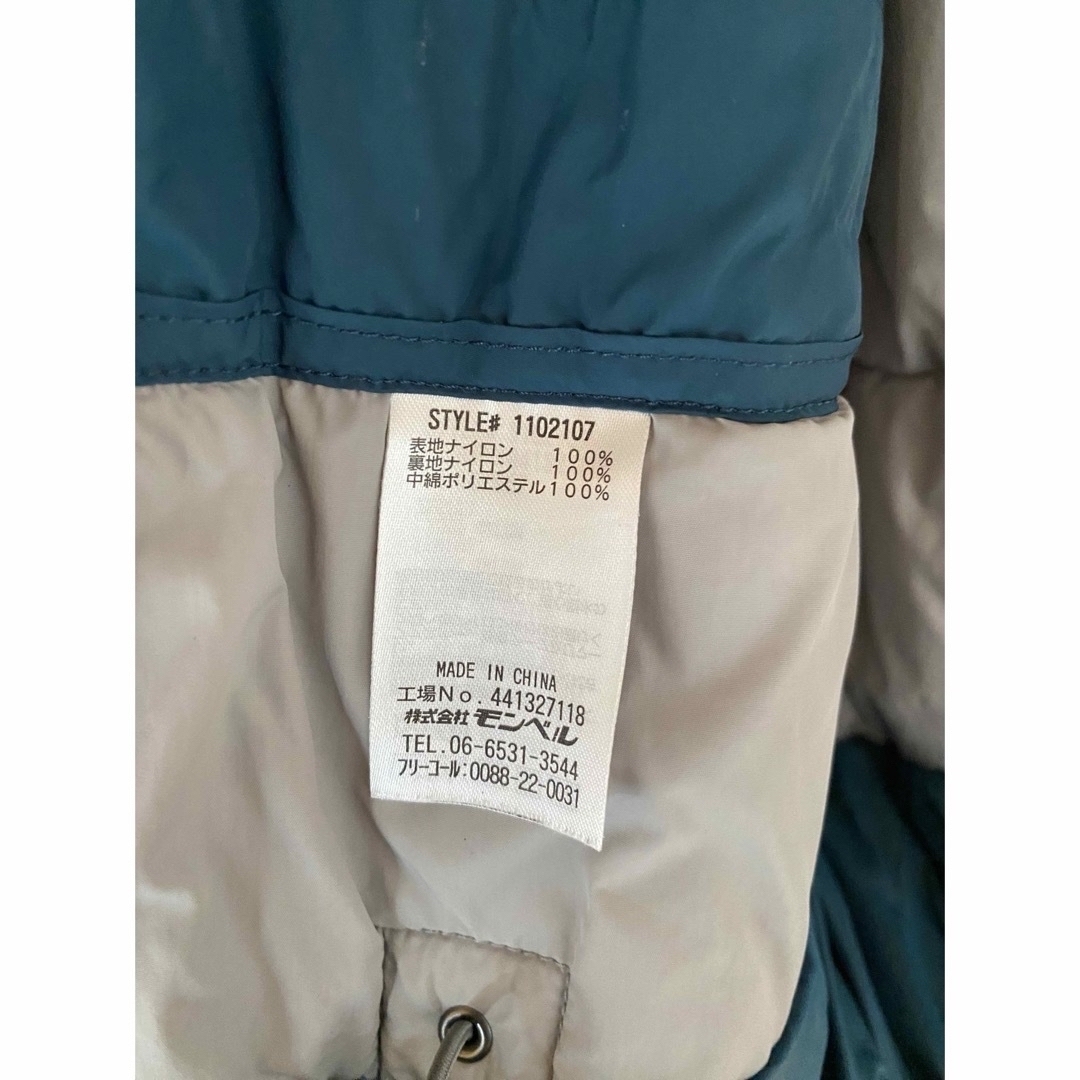 STYLE# 1102107
表地ナイロン 100%
裏地ナイロン 100%
中綿ポリエステル100%
MADE IN CHINA
工場No.441327118
株式会社モンベル
TEL.06-6531-3544
フリーコール:0088-22-0031